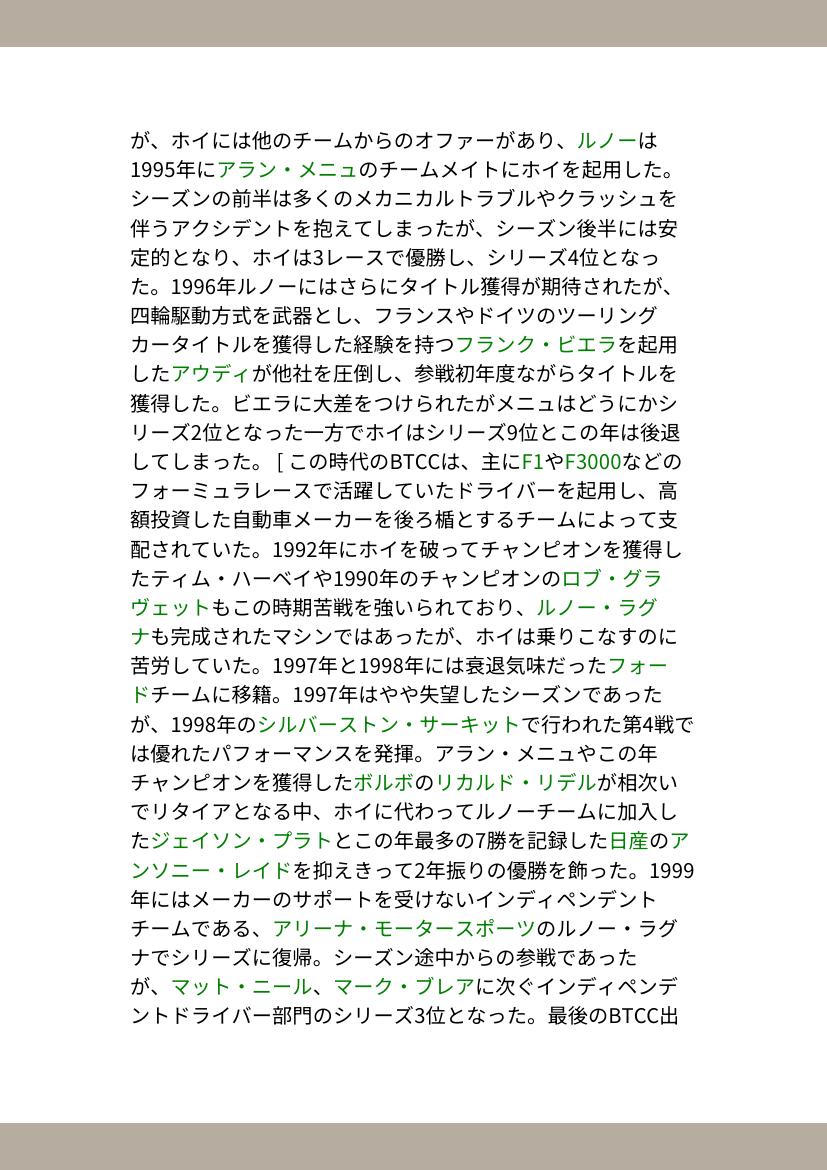 が、ホイには他のチームからのオファーがあり、ルノーは
1995年にアラン・メニュのチームメイトにホイを起用した。
シーズンの前半は多くのメカニカルトラブルやクラッシュを
伴うアクシデントを抱えてしまったが、シーズン後半には安
定的となり、ホイは3レースで優勝し、シリーズ4位となっ
た。1996年ルノーにはさらにタイトル獲得が期待されたが、
四輪駆動方式を武器とし、フランスやドイツのツーリング
カータイトルを獲得した経験を持つフランク・ビエラを起用
したアウディが他社を圧倒し、参戦初年度ながらタイトルを
獲得した。ビエラに大差をつけられたがメニュはどうにかシ
リーズ2位となった一方でホイはシリーズ9位とこの年は後退
してしまった。 [ この時代のBTCCは、主にF1やF3000などの
フォーミュラレースで活躍していたドライバーを起用し、高
額投資した自動車メーカーを後ろ楯とするチームによって支
配されていた。1992年にホイを破ってチャンピオンを獲得し
たティム・ハーベイや1990年のチャンピオンのロブ・グラ
ヴェットもこの時期苦戦を強いられており、ルノー・ラグ
ナも完成されたマシンではあったが、ホイは乗りこなすのに
苦労していた。1997年と1998年には衰退気味だったフォー
ドチームに移籍。1997年はやや失望したシーズンであった
が、1998年のシルバーストン・サーキットで行われた第4戦で
は優れたパフォーマンスを発揮。アラン・メニュやこの年
チャンピオンを獲得したボルボのリカルド・リデルが相次い
でリタイアとなる中、ホイに代わってルノーチームに加入し
たジェイソン・プラトとこの年最多の7勝を記録した日産のア
ンソニー・レイドを抑えきって2年振りの優勝を飾った。1999
年にはメーカーのサポートを受けないインディペンデント
チームである、アリーナ・モータースポーツのルノー・ラグ
ナでシリーズに復帰。シーズン途中からの参戦であった
が、マット・ニール、マーク・ブレアに次ぐインディペンデ
ントドライバー部門のシリーズ3位となった。最後のBTCC出